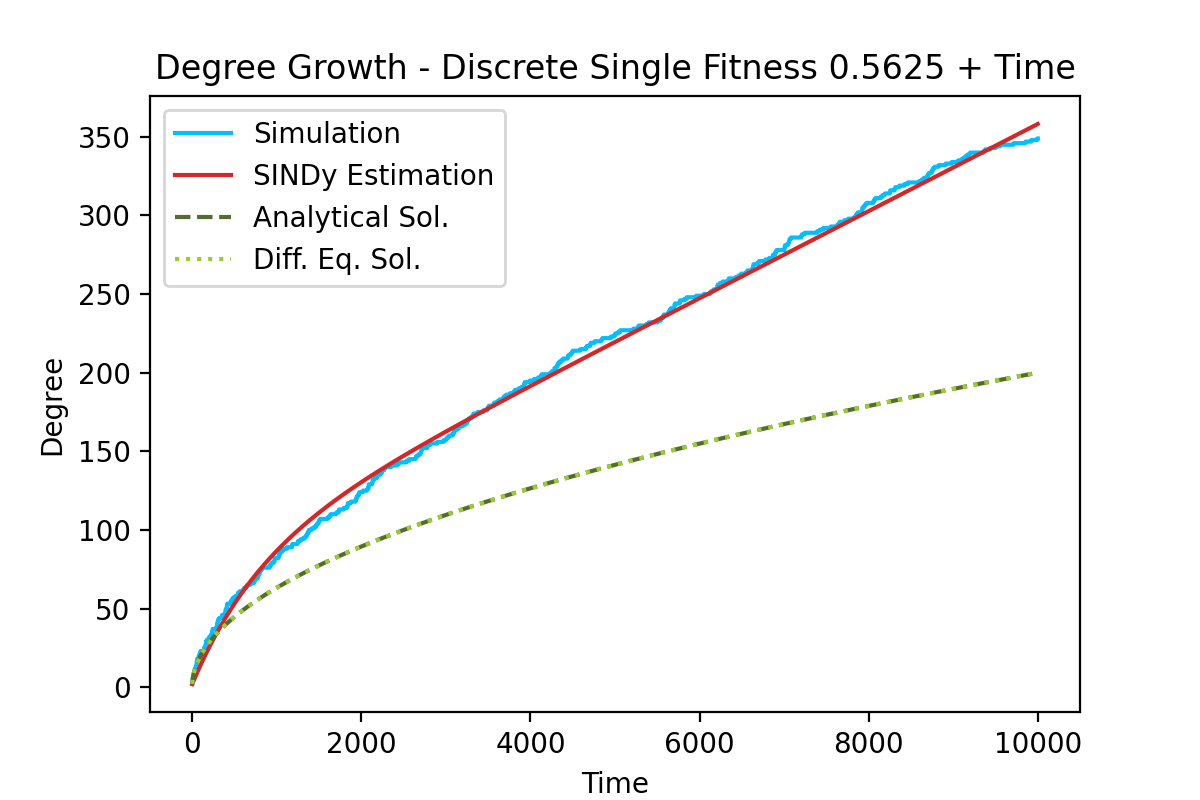 Degree Growth - Discrete Single Fitness 0.5625 + Time
Simulation
SINDy Estimation
Analytical Sol.
Diff. Eq. Sol.
Degree
350
300
250
200
150
100
50
0
0 2000 4000 6000 8000 10000
Time